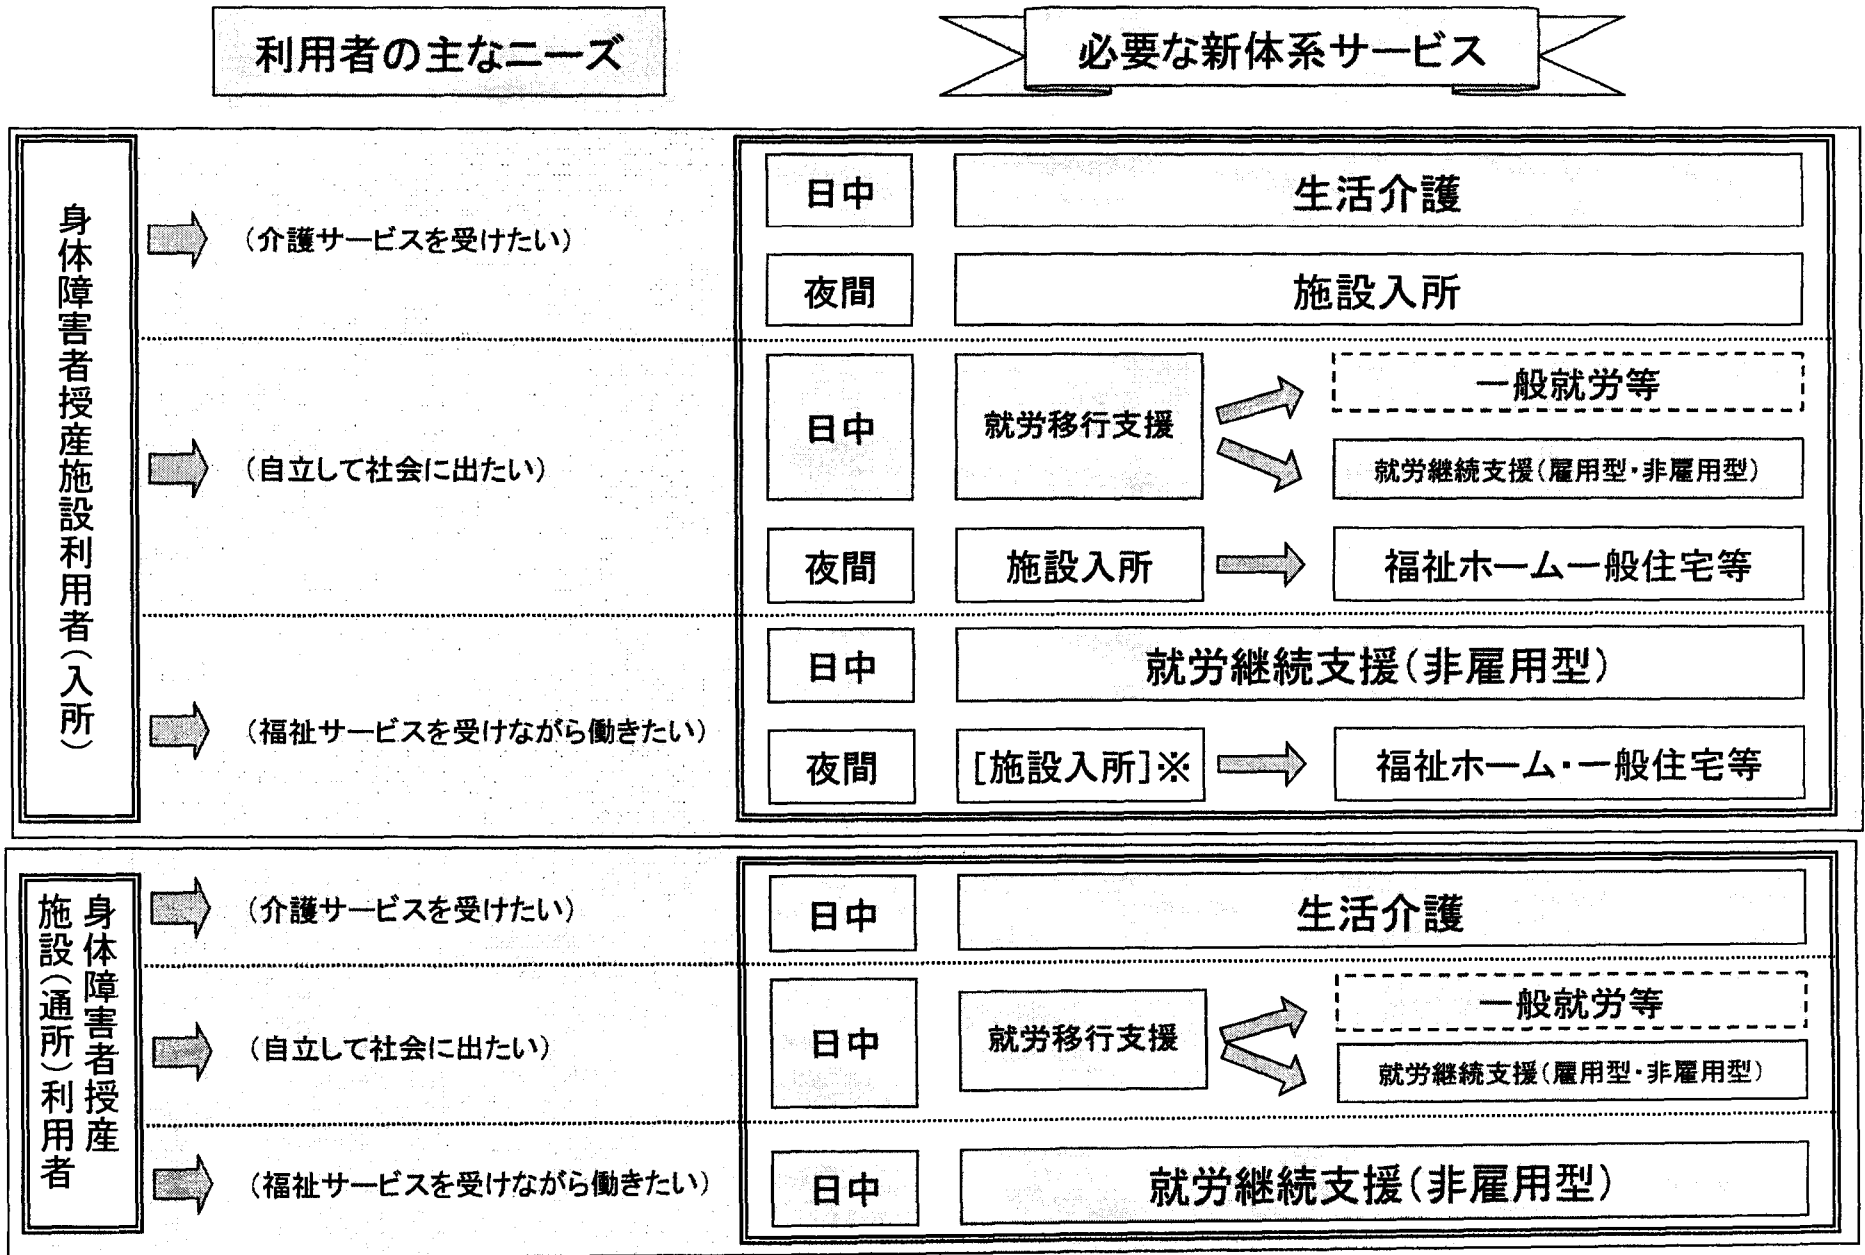 利用者の主なニーズ
必要な新体系サービス
身体障害者授産施設利用者（入所）
（介護サービスを受けたい）
日中
生活介護
夜間
施設入所
（自立して社会に出たい）
日中
就労移行支援
一般就労等
就労継続支援（雇用型・非雇用型）
夜間
施設入所
福祉ホーム一般住宅等
（福祉サービスを受けながら働きたい）
日中
就労継続支援（非雇用型）
夜間
［施設入所］※
福祉ホーム・一般住宅等
身体障害者授産
施設（通所）利用者
（介護サービスを受けたい）
日中
生活介護
（自立して社会に出たい）
日中
就労移行支援
一般就労等
就労継続支援（雇用型・非雇用型）
（福祉サービスを受けながら働きたい）
日中
就労継続支援（非雇用型）